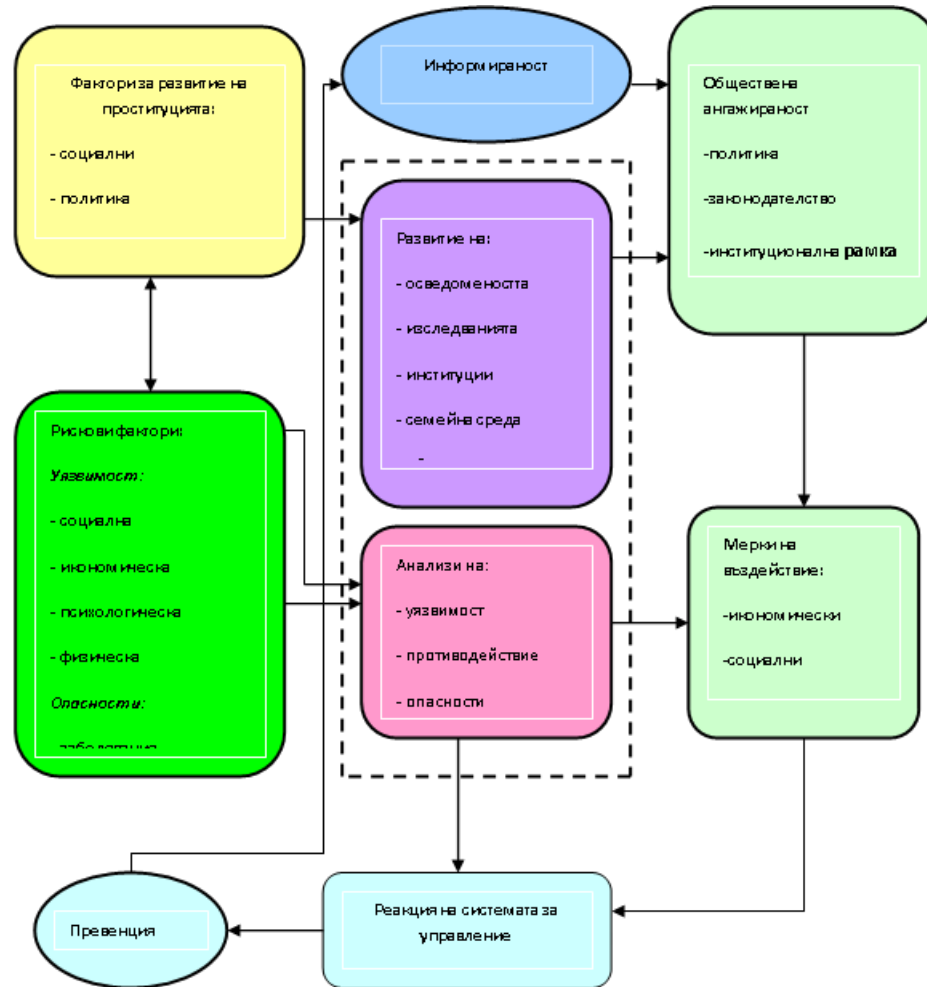 Фактори за развитие на
проституцията:
- социални
- политика
Информираност
Обществена
ангажираност
-политика
-законодателство
-институционална рамка
Развитие на:
- осведомеността
- изследванията
- институции
- семейна среда
-
Рискови фактори:
Уязвимост:
- социална
- икономическа
- психологическа
- физическа
Опасности:
Анализи на:
- уязвимост
- противодействие
- опасности
Мерки на
въздействие:
-икономически
-социални
Превенция
Реакция на системата за
управление